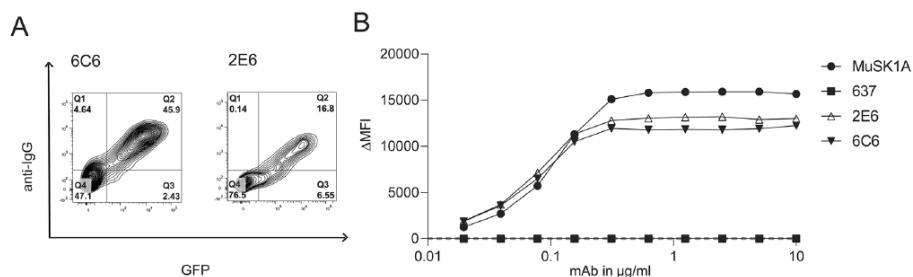 A
B
6C6
2E6
Q1
4.64
Q2
45.9
Q4
47.1
Q3
2.43
Q1
0.14
Q2
16.8
Q4
76.5
Q3
6.55
anti-IgG
GFP
20000
15000
10000
5000
0
ΔMFI
0.01
0.1
1
10
mAb in µg/ml
MuSK1A
637
2E6
6C6